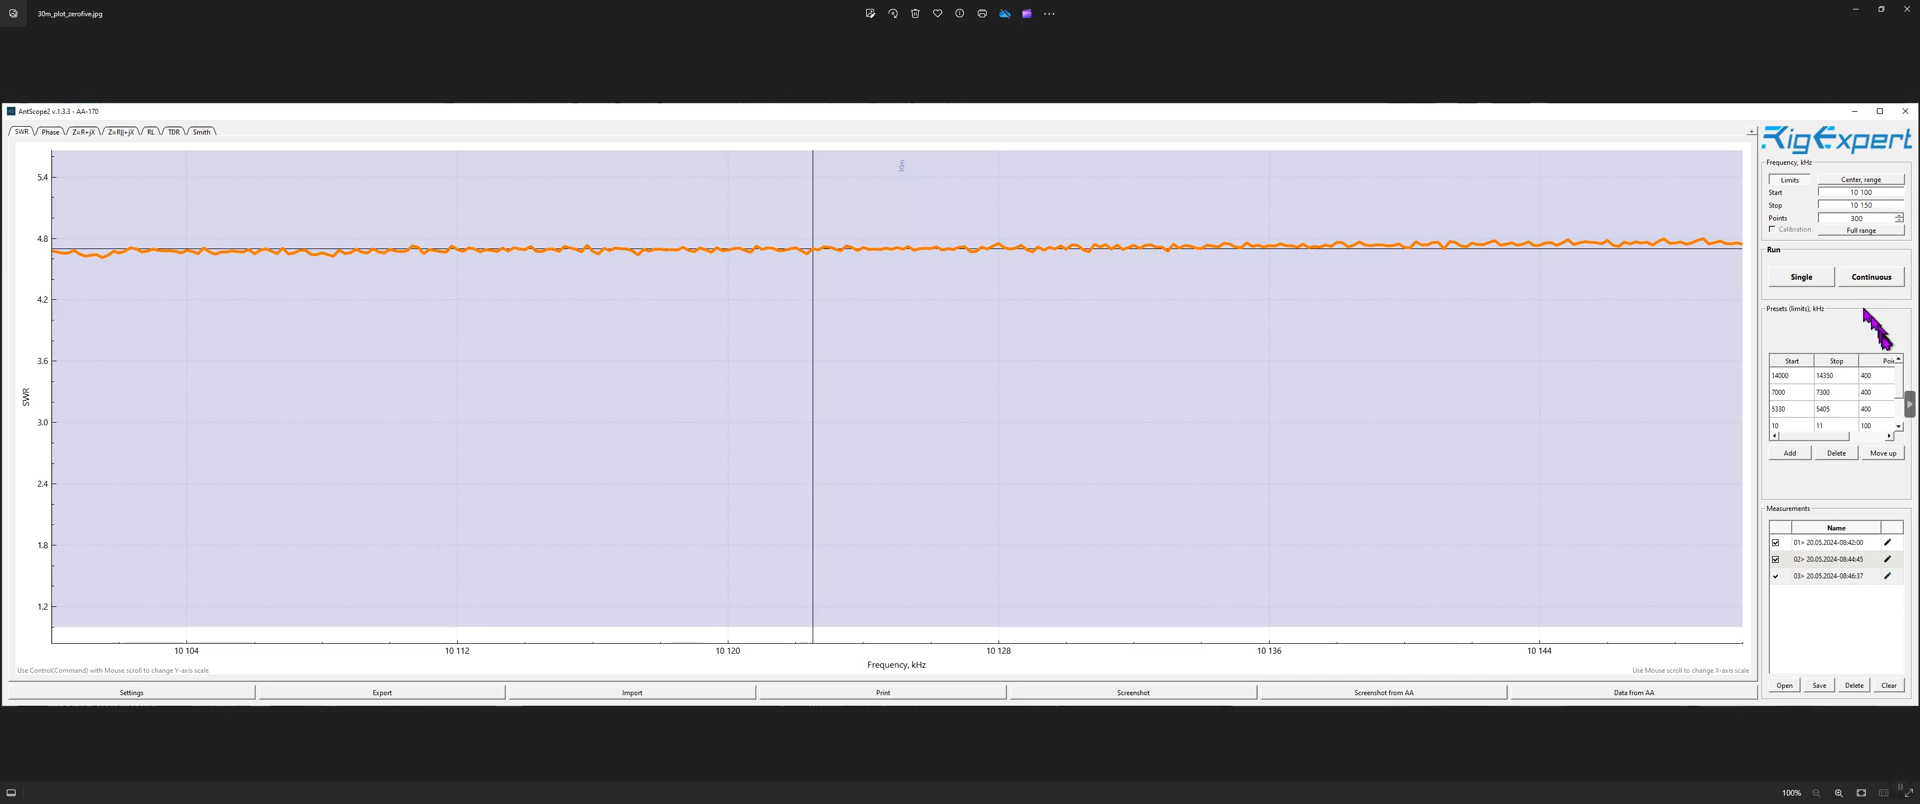 30m_plot_zerofive.jpg
AntScope2 v.1.3.3 - AA-170
SWR Phase Z=R+jX Z=R||+jX RL TDR Smith
RigExpert
30m
5.4
4.8
4.2
3.6
3.0
2.4
1.8
1.2
SWR
10 104 10 112 10 120 10 128 10 136 10 144
Frequency, kHz
Use Control(Command) with Mouse scroll to change Y-axis scale
Use Mouse scroll to change X-axis scale
Settings Export Import Print Screenshot Screenshot from AA Data from AA
Frequency, kHz
Limits Center, range
Start 10 100
Stop 10 150
Points 300
Calibration Full range
Run
Single Continuous
Presets (limits), kHz
Start Stop Poi
14000 14350 400
7000 7300 400
5330 5405 400
10 11 100
Add Delete Move up
Measurements
Name
01> 20.05.2024-08:42:00
02> 20.05.2024-08:44:45
03> 20.05.2024-08:46:37
Open Save Delete Clear
100%